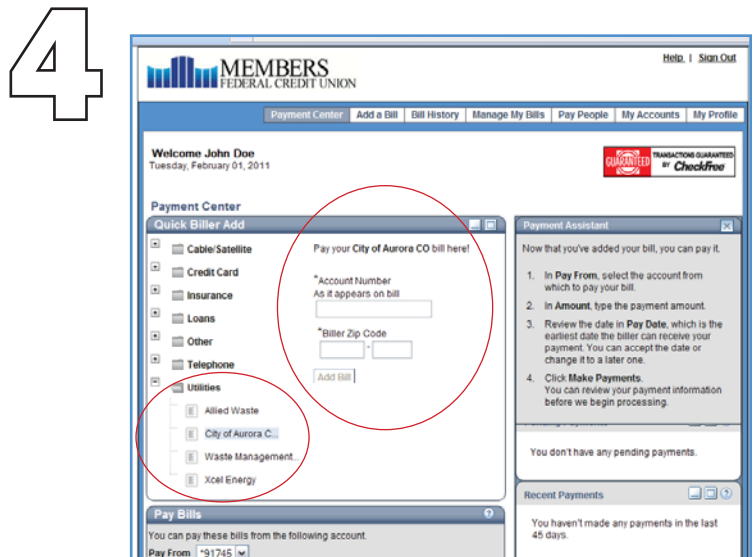 4
MEMBERS
FEDERAL CREDIT UNION
Help | Sign Out
Payment Center Add a Bill Bill History Manage My Bills Pay People My Accounts My Profile
Welcome John Doe
Tuesday, February 01, 2011
GUARANTEED TRANSACTIONS GUARANTEED
BY CheckFree
Payment Center
Quick Biller Add
Cable/Satellite
Credit Card
Insurance
Loans
Other
Telephone
Utilities
Allied Waste
City of Aurora C...
Waste Management...
Xcel Energy
Pay your City of Aurora CO bill here!
*Account Number
As it appears on bill
*Biller Zip Code
-
Add Bill
Payment Assistant
Now that you've added your bill, you can pay it.
1. In Pay From, select the account from
which to pay your bill.
2. In Amount, type the payment amount.
3. Review the date in Pay Date, which is the
earliest date the biller can receive your
payment. You can accept the date or
change it to a later one.
4. Click Make Payments.
You can review your payment information
before we begin processing.
You don't have any pending payments.
Recent Payments
You haven't made any payments in the last
45 days.
Pay Bills
You can pay these bills from the following account.
Pay From *91745